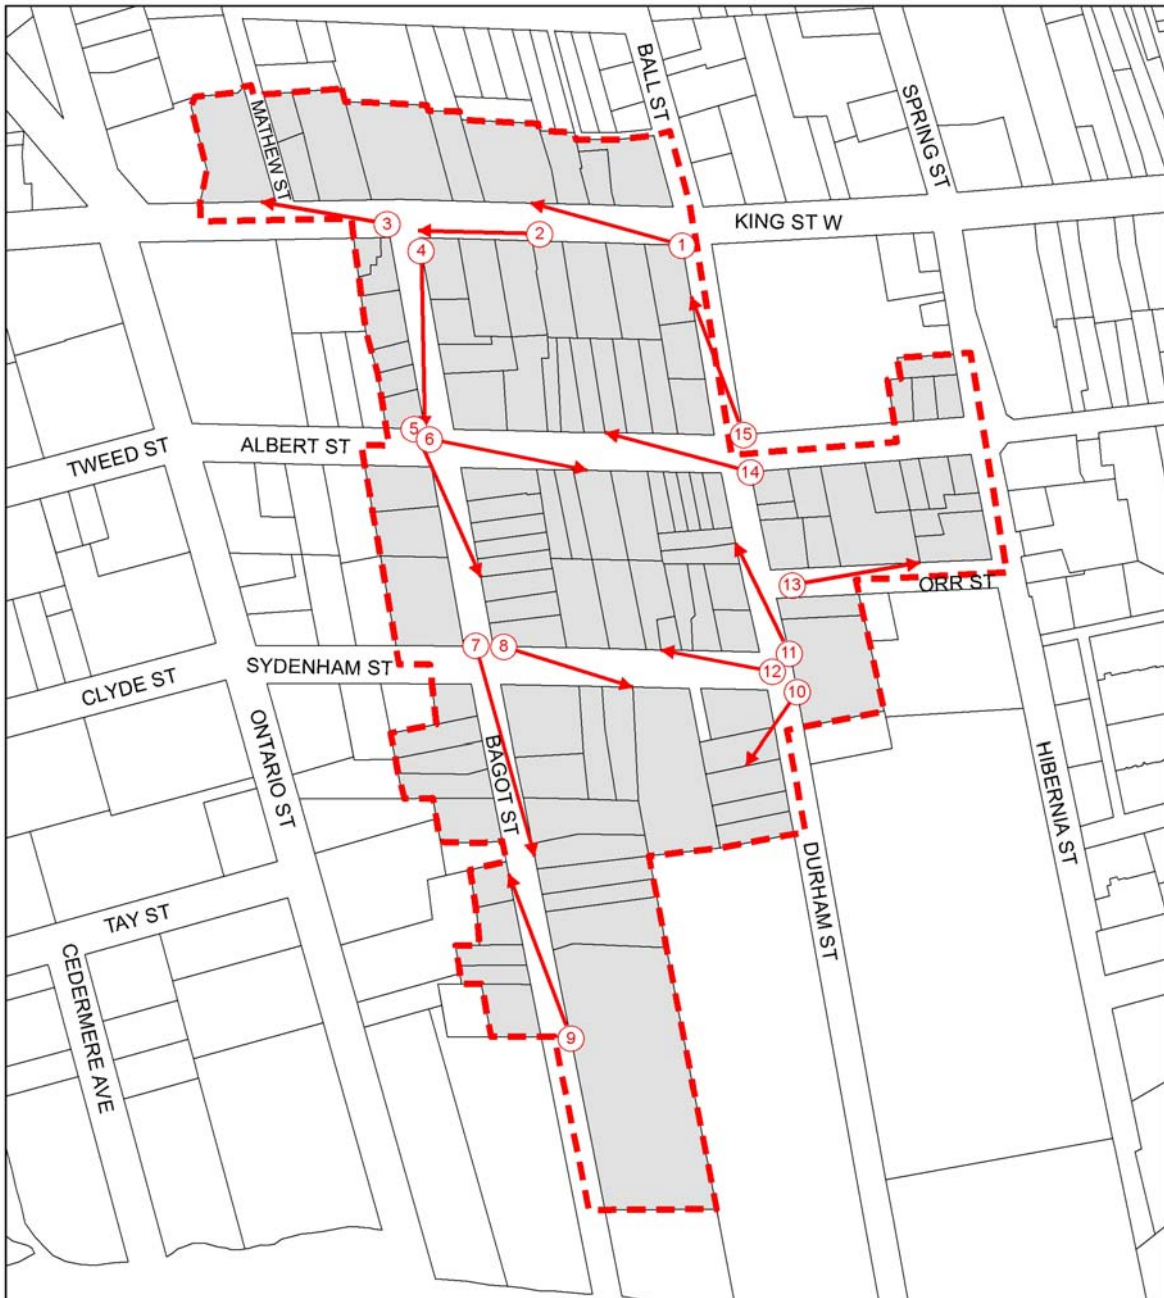 BALL ST
SPRING ST
MATHEW ST
KING ST W
3
2
1
4
5
6
15
ALBERT ST
TWEED ST
14
13
ORR ST
7
8
11
SYDENHAM ST
12
CLYDE ST
10
ONTARIO ST
BAGOT ST
HIBERNIA ST
DURHAM ST
TAY ST
CEDERMERE AVE
9